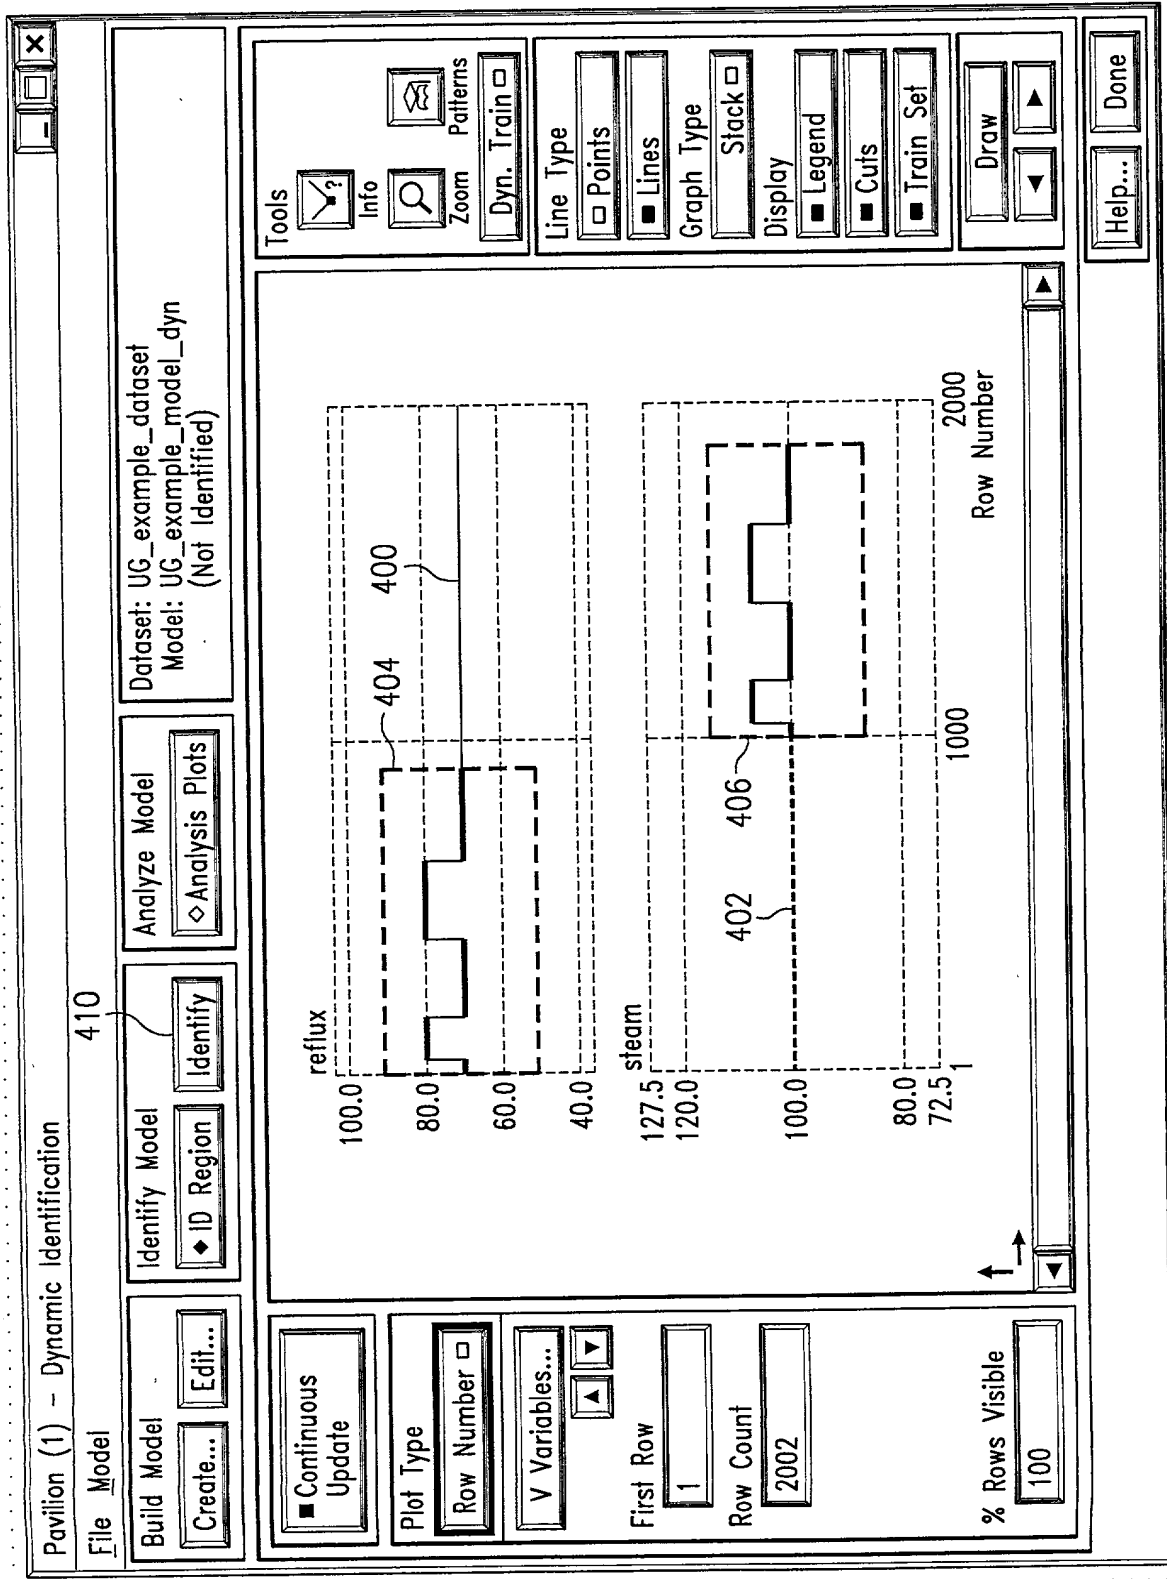 Pavilion (1) – Dynamic Identification
File Model
410
Build Model
Create... Edit...
Identify Model
ID Region Identify
Analyze Model
Analysis Plots
Dataset: UG_example_dataset
Model: UG_example_model_dyn
(Not Identified)
Continuous
Update
Plot Type
Row Number
V Variables...
First Row
1
Row Count
2002
% Rows Visible
100
reflux
100.0
80.0
60.0
40.0
404
400
steam
127.5
120.0
100.0
80.0
72.5
402
406
1
1000
2000
Row Number
Tools
?
Info
Zoom
Patterns
Dyn. Train
Line Type
Points
Lines
Graph Type
Stack
Display
Legend
Cuts
Train Set
Draw
Help... Done